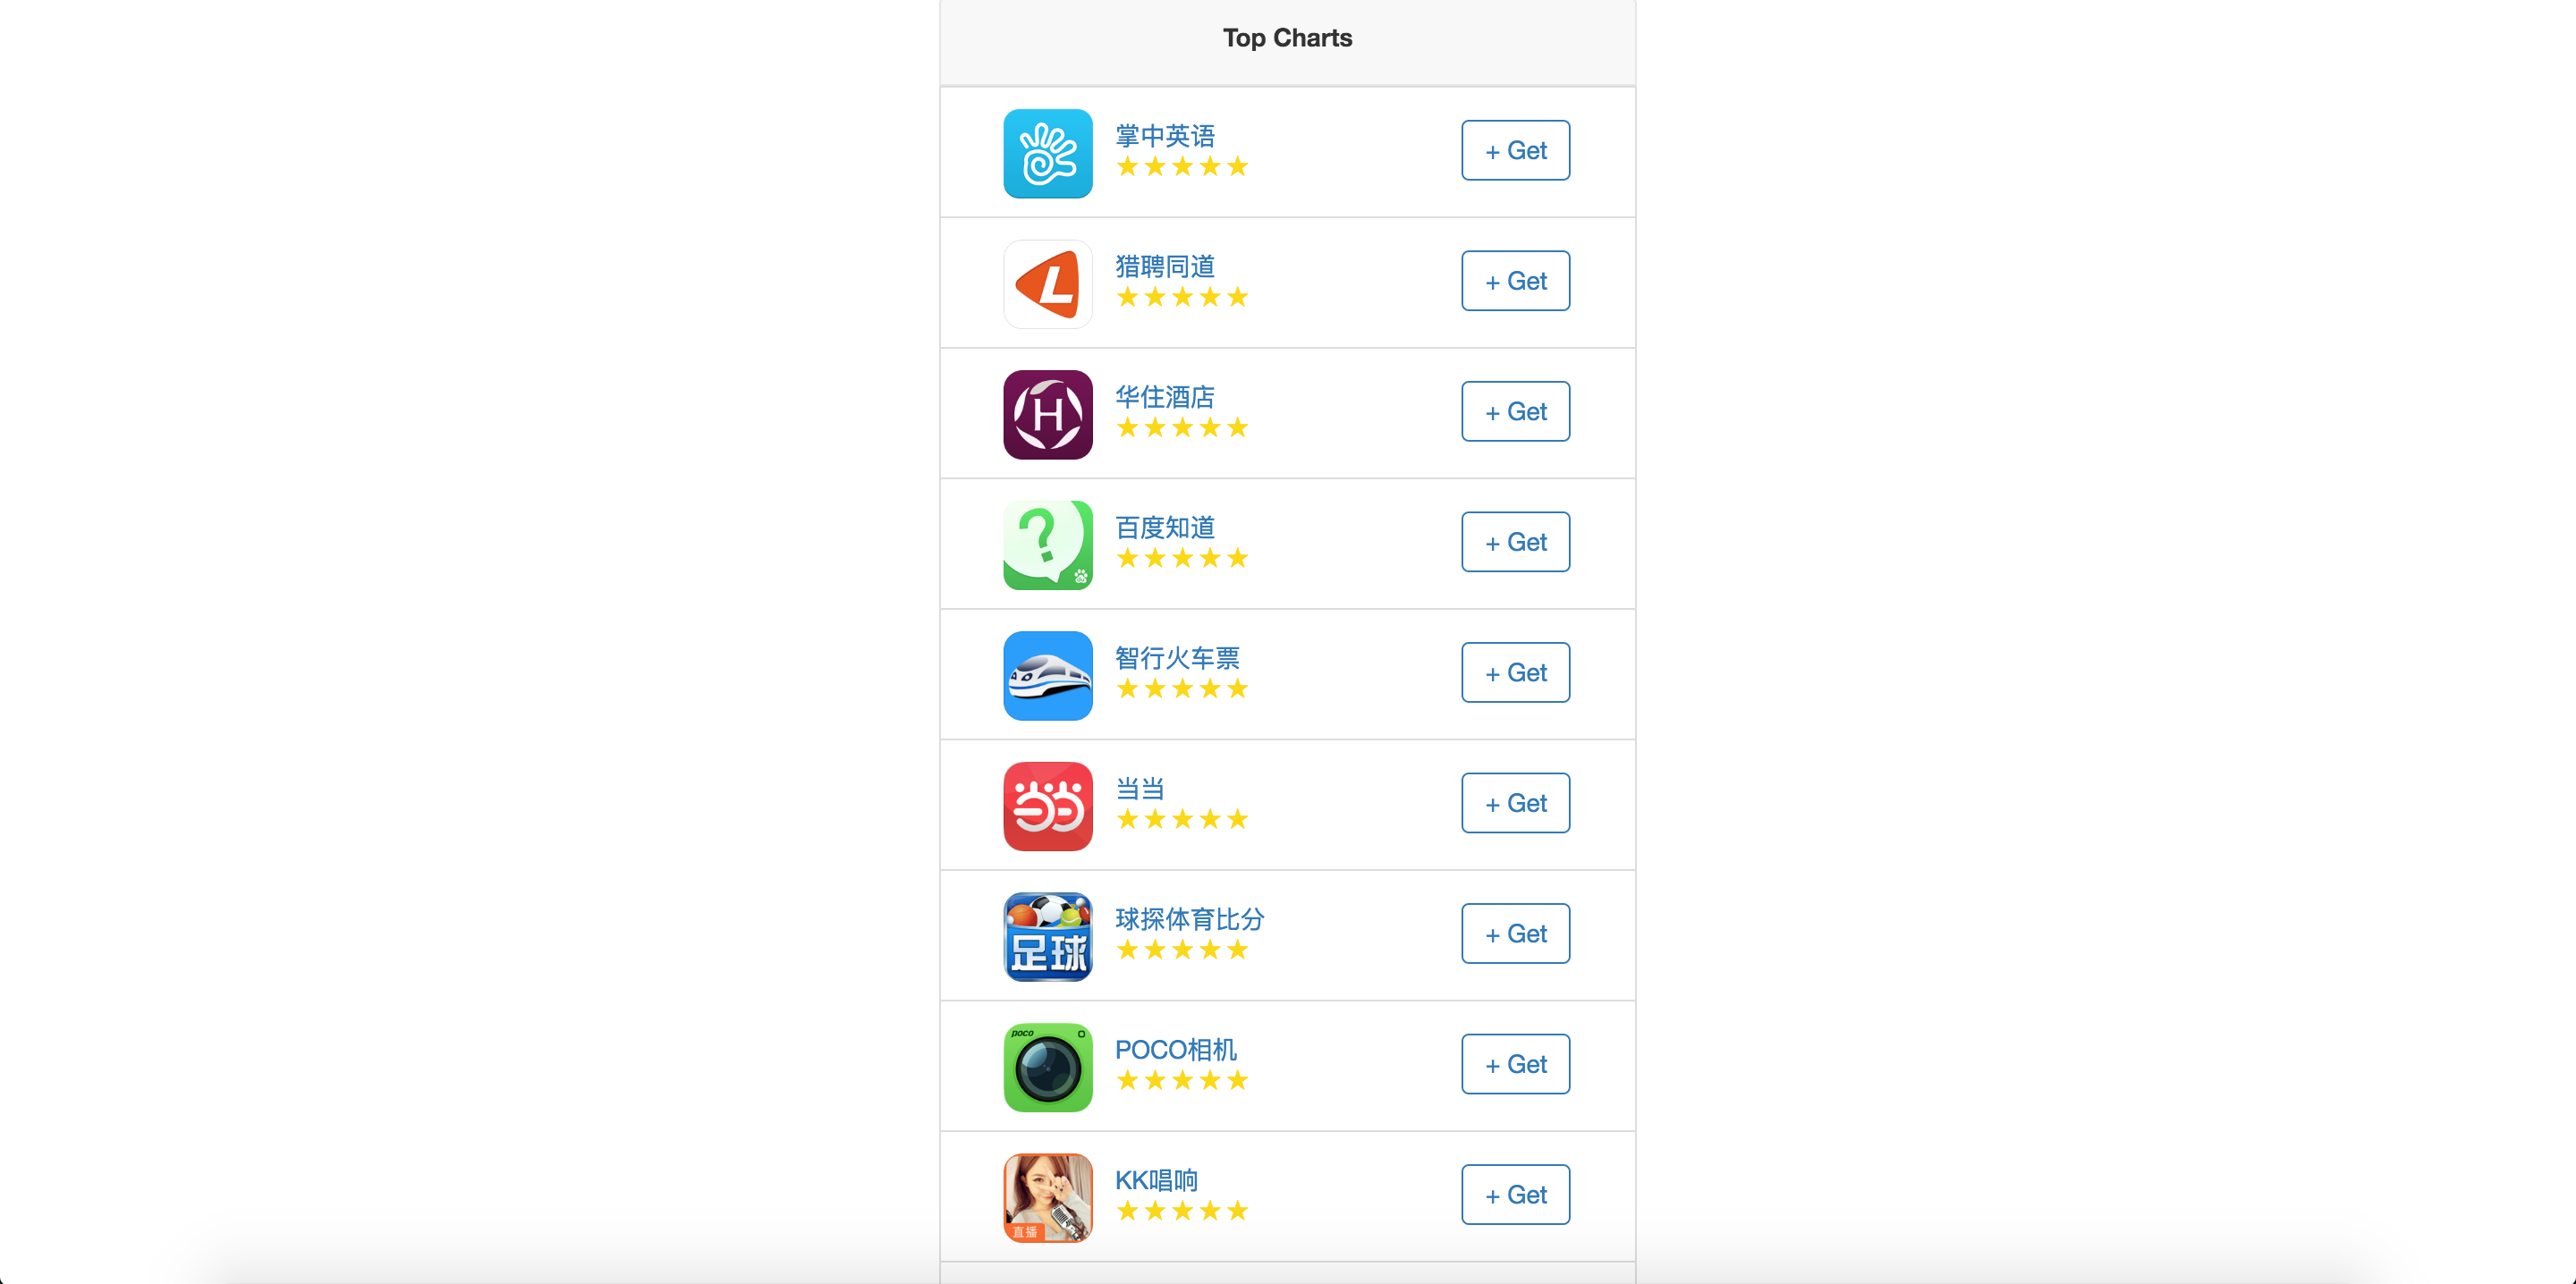 Top Charts
掌中英语
★★★★★
+ Get
猎聘同道
★★★★★
+ Get
华住酒店
★★★★★
+ Get
百度知道
★★★★★
+ Get
智行火车票
★★★★★
+ Get
当当
当当
★★★★★
+ Get
足球
球探体育比分
★★★★★
+ Get
poco
POCO相机
★★★★★
+ Get
直播
KK唱响
★★★★★
+ Get